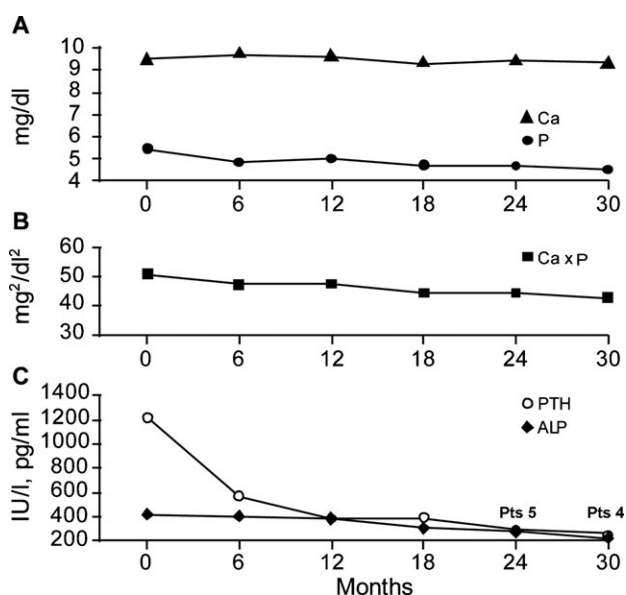 A
mg/dl
10
9
8
7
6
5
4
Ca
P
0 6 12 18 24 30
B
mg²/dl²
60
50
40
30
Ca x P
0 6 12 18 24 30
C
IU/l, pg/ml
1400
1200
1000
800
600
400
200
PTH
ALP
Pts 5 Pts 4
0 6 12 18 24 30
Months